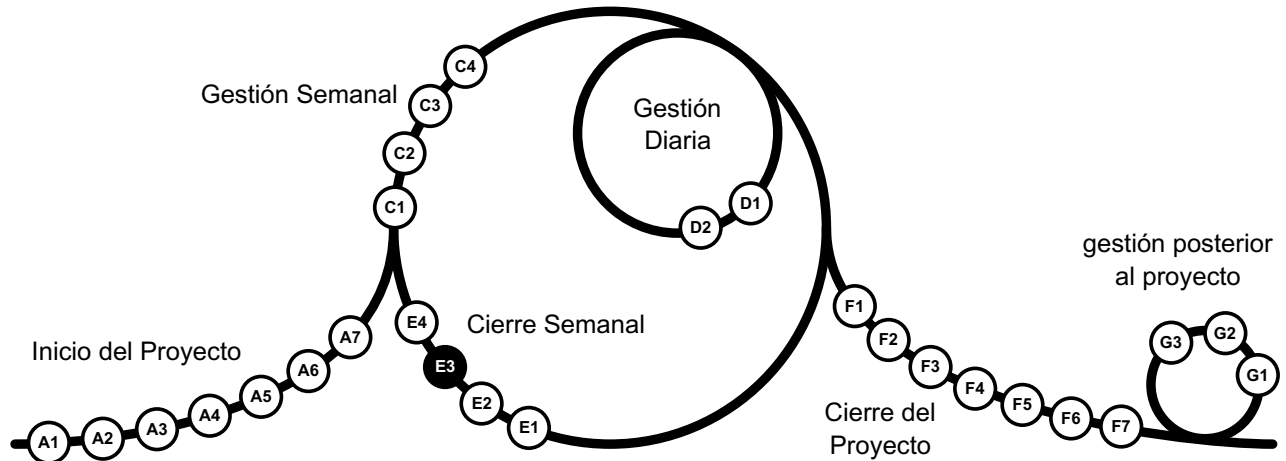 C4
Gestión Semanal
C3
C2
C1
Gestión
Diaria
D1
D2
gestión posterior
al proyecto
Inicio del Proyecto
A1
A2
A3
A4
A5
A6
A7
Cierre Semanal
E4
E3
E2
E1
F1
F2
F3
F4
F5
F6
F7
Cierre del
Proyecto
G3
G2
G1